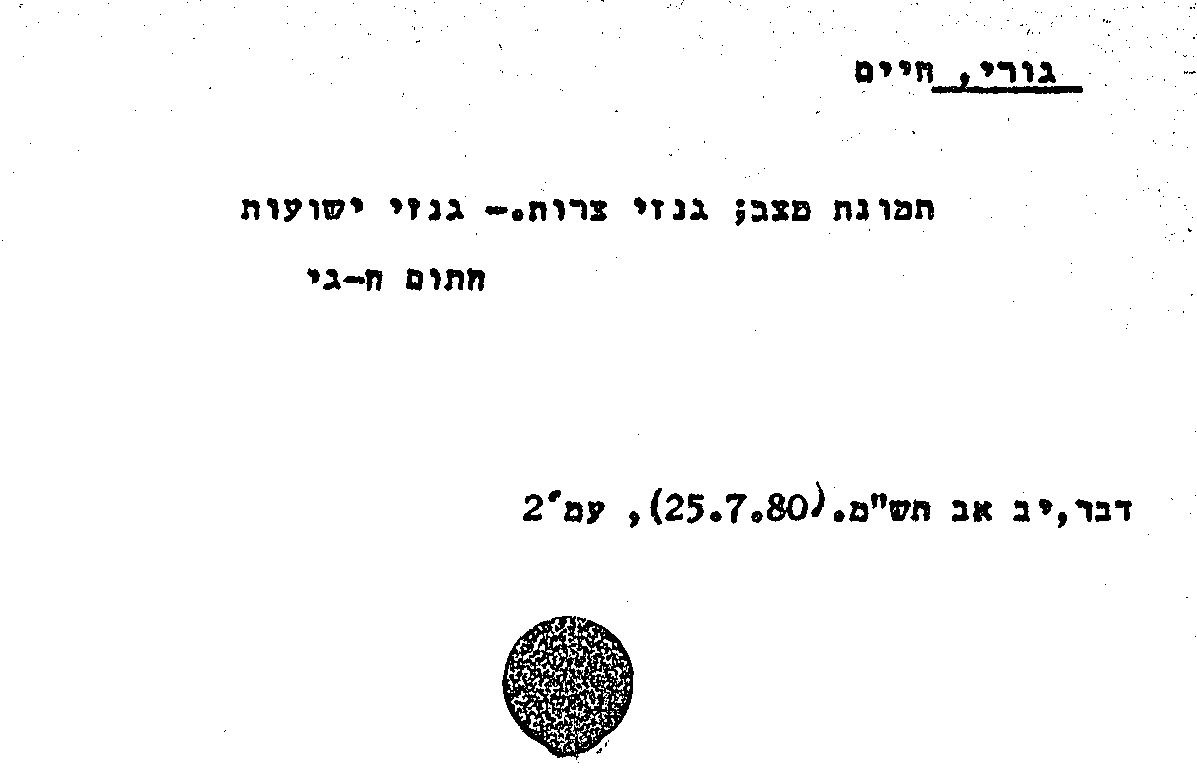 גורי, חיים
תמונת מצב; גנזי צרות.- גנזי ישועות
חתום ח-גי
דבר,יב אב תש"מ.(25.7.80), עמ'2